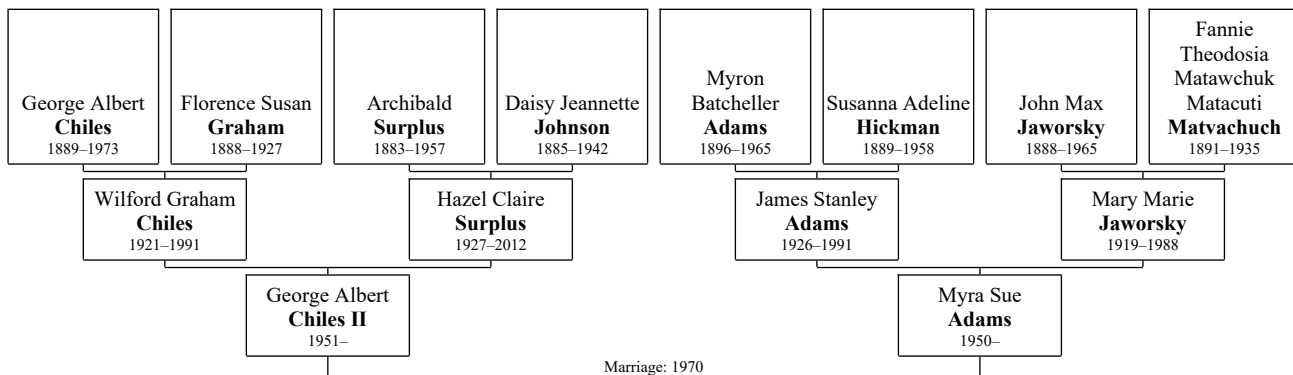 George Albert
Chiles
1889–1973
Florence Susan
Graham
1888–1927
Archibald
Surplus
1883–1957
Daisy Jeannette
Johnson
1885–1942
Myron
Batcheller
Adams
1896–1965
Susanna Adeline
Hickman
1889–1958
John Max
Jaworsky
1888–1965
Fannie
Theodosia
Matawchuk
Matacuti
Matvachuch
1891–1935
Wilford Graham
Chiles
1921–1991
Hazel Claire
Surplus
1927–2012
James Stanley
Adams
1926–1991
Mary Marie
Jaworsky
1919–1988
George Albert
Chiles II
1951–
Myra Sue
Adams
1950–
Marriage: 1970